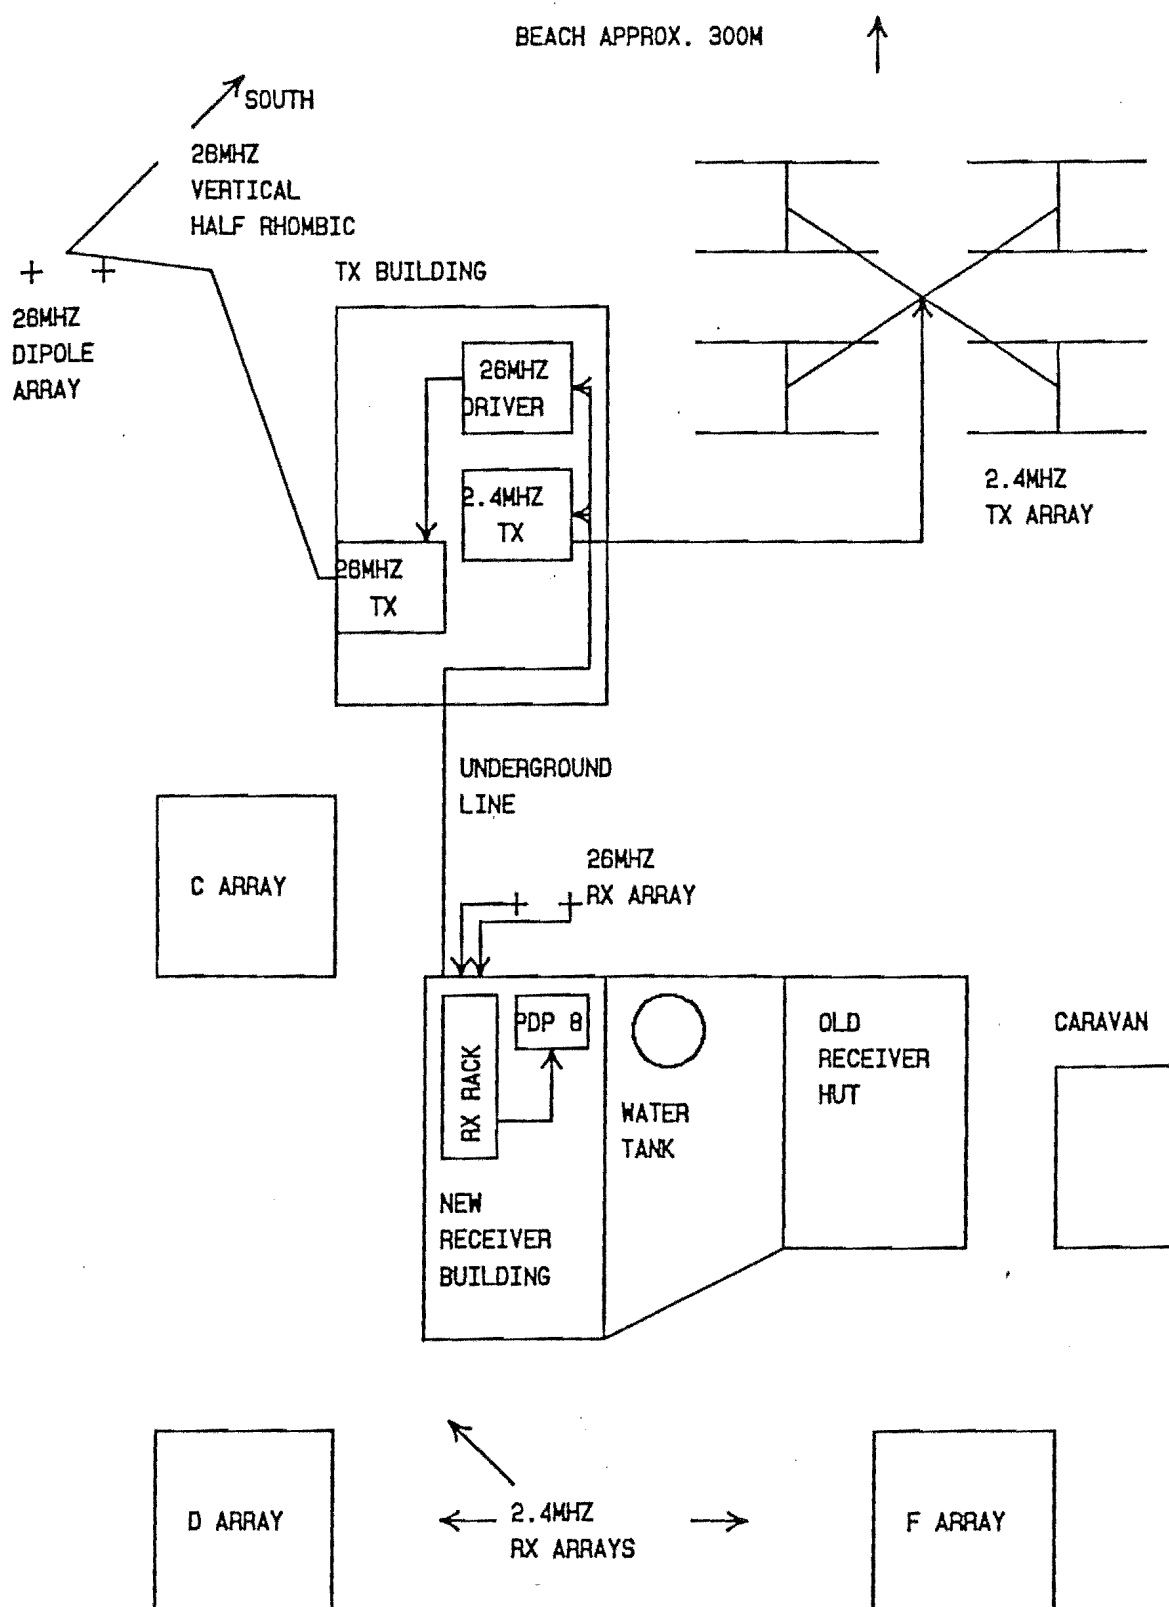 BEACH APPROX. 300M
SOUTH
26MHZ
VERTICAL
HALF RHOMBIC
TX BUILDING
26MHZ
DIPOLE
ARRAY
26MHZ
DRIVER
2.4MHZ
TX
26MHZ
TX
2.4MHZ
TX ARRAY
UNDERGROUND
LINE
C ARRAY
26MHZ
RX ARRAY
RX RACK
PDP 8
WATER
TANK
OLD
RECEIVER
HUT
CARAVAN
NEW
RECEIVER
BUILDING
D ARRAY
2.4MHZ
RX ARRAYS
F ARRAY